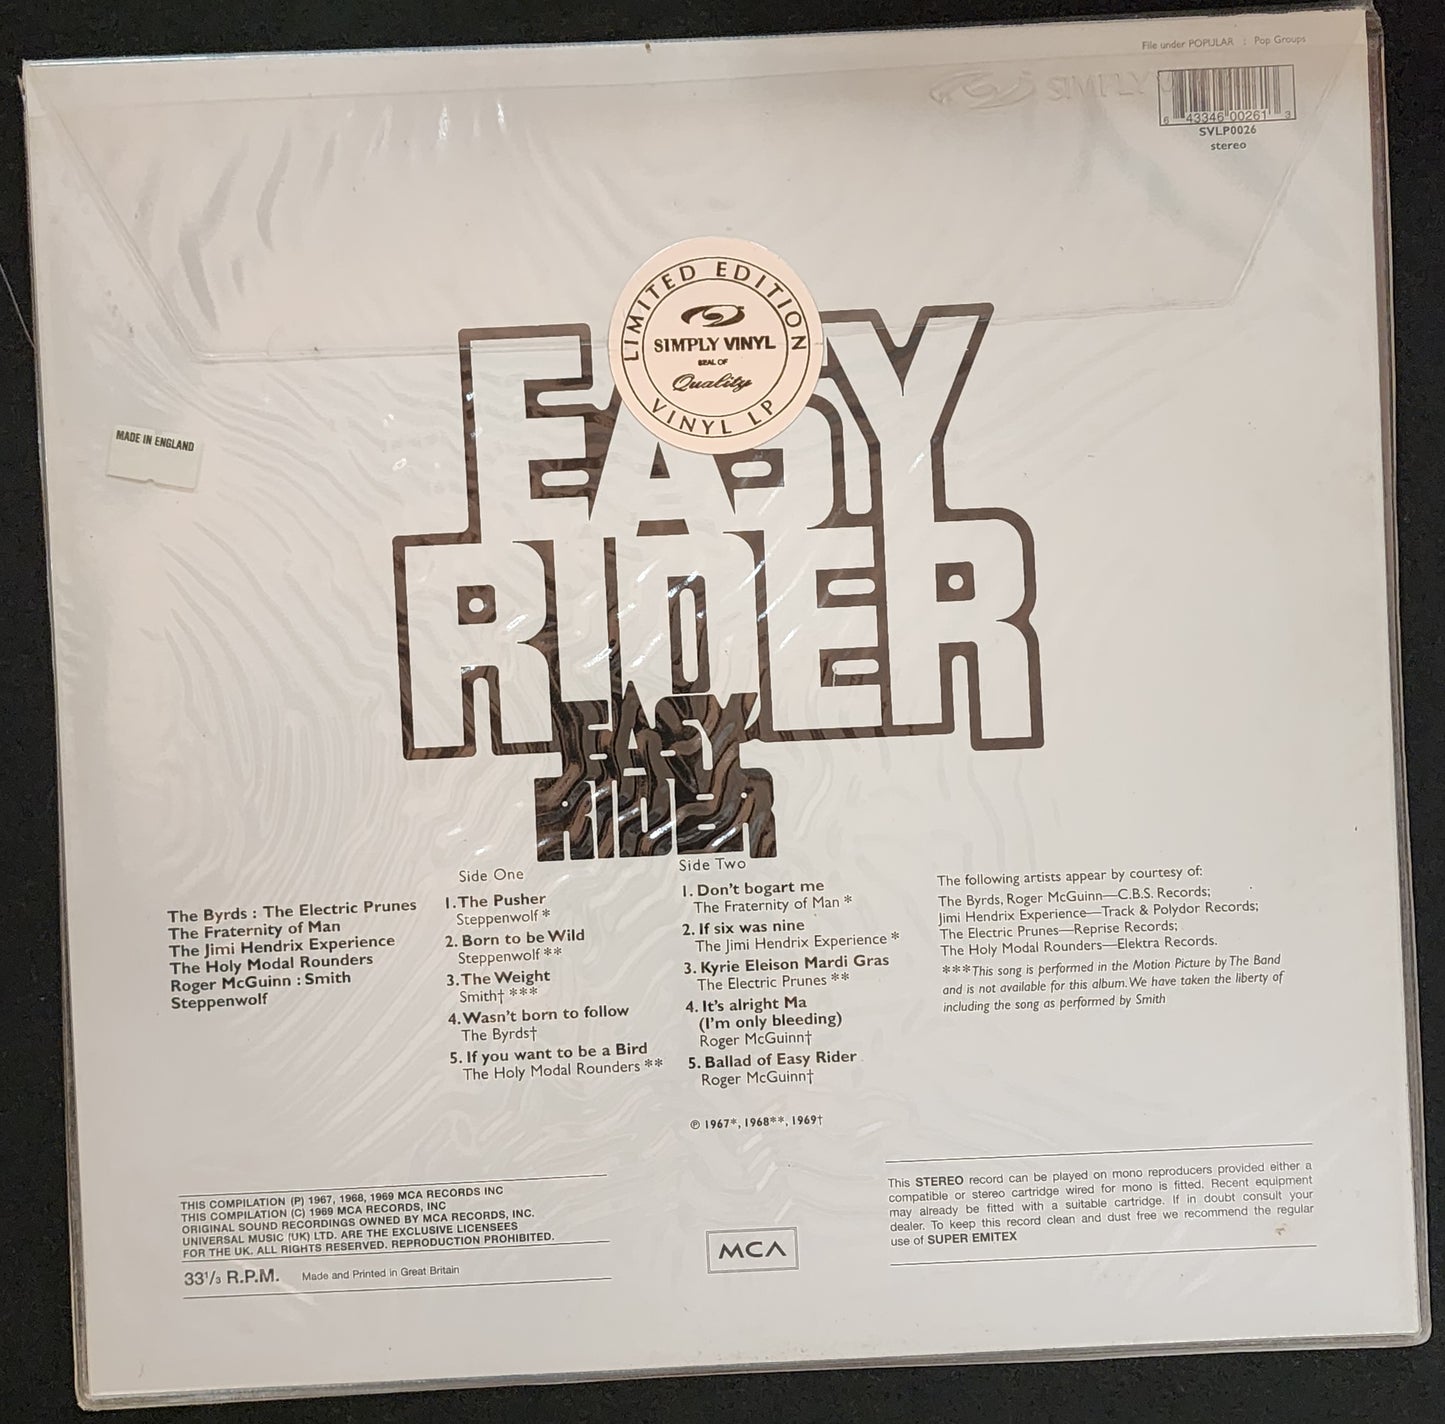 File under POPULAR : Pop Groups
SIMPLY
6 43346 00261 3
SVLP0026
stereo
LIMITED EDITION
SIMPLY VINYL
SEAL OF
Quality
VINYL LP
MADE IN ENGLAND
EASY
RIDER
EASY
RIDER
The Byrds : The Electric Prunes
The Fraternity of Man
The Jimi Hendrix Experience
The Holy Modal Rounders
Roger McGuinn : Smith
Steppenwolf
Side One
1. The Pusher
Steppenwolf *
2. Born to be Wild
Steppenwolf **
3. The Weight
Smith† ***
4. Wasn't born to follow
The Byrds†
5. If you want to be a Bird
The Holy Modal Rounders **
Side Two
1. Don't bogart me
The Fraternity of Man *
2. If six was nine
The Jimi Hendrix Experience *
3. Kyrie Eleison Mardi Gras
The Electric Prunes **
4. It's alright Ma
(I'm only bleeding)
Roger McGuinn†
5. Ballad of Easy Rider
Roger McGuinn†
℗ 1967*, 1968**, 1969†
The following artists appear by courtesy of:
The Byrds, Roger McGuinn—C.B.S. Records;
Jimi Hendrix Experience—Track & Polydor Records;
The Electric Prunes—Reprise Records;
The Holy Modal Rounders—Elektra Records.
***This song is performed in the Motion Picture by The Band
and is not available for this album. We have taken the liberty of
including the song as performed by Smith
THIS COMPILATION (P) 1967, 1968, 1969 MCA RECORDS INC
THIS COMPILATION (C) 1969 MCA RECORDS, INC
ORIGINAL SOUND RECORDINGS OWNED BY MCA RECORDS, INC.
UNIVERSAL MUSIC (UK) LTD. ARE THE EXCLUSIVE LICENSEES
FOR THE UK. ALL RIGHTS RESERVED. REPRODUCTION PROHIBITED.
33⅓ R.P.M. Made and Printed in Great Britain
MCA
This STEREO record can be played on mono reproducers provided either a
compatible or stereo cartridge wired for mono is fitted. Recent equipment
may already be fitted with a suitable cartridge. If in doubt consult your
dealer. To keep this record clean and dust free we recommend the regular
use of SUPER EMITEX